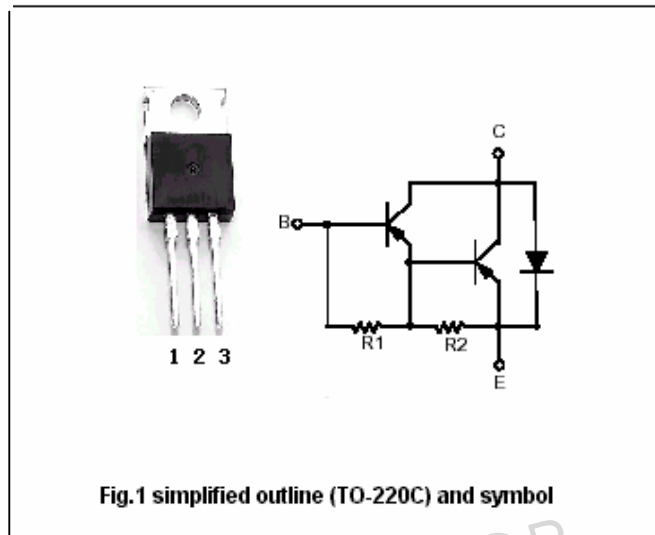 C
B
R1
R2
E
1 2 3
Fig.1 simplified outline (TO-220C) and symbol